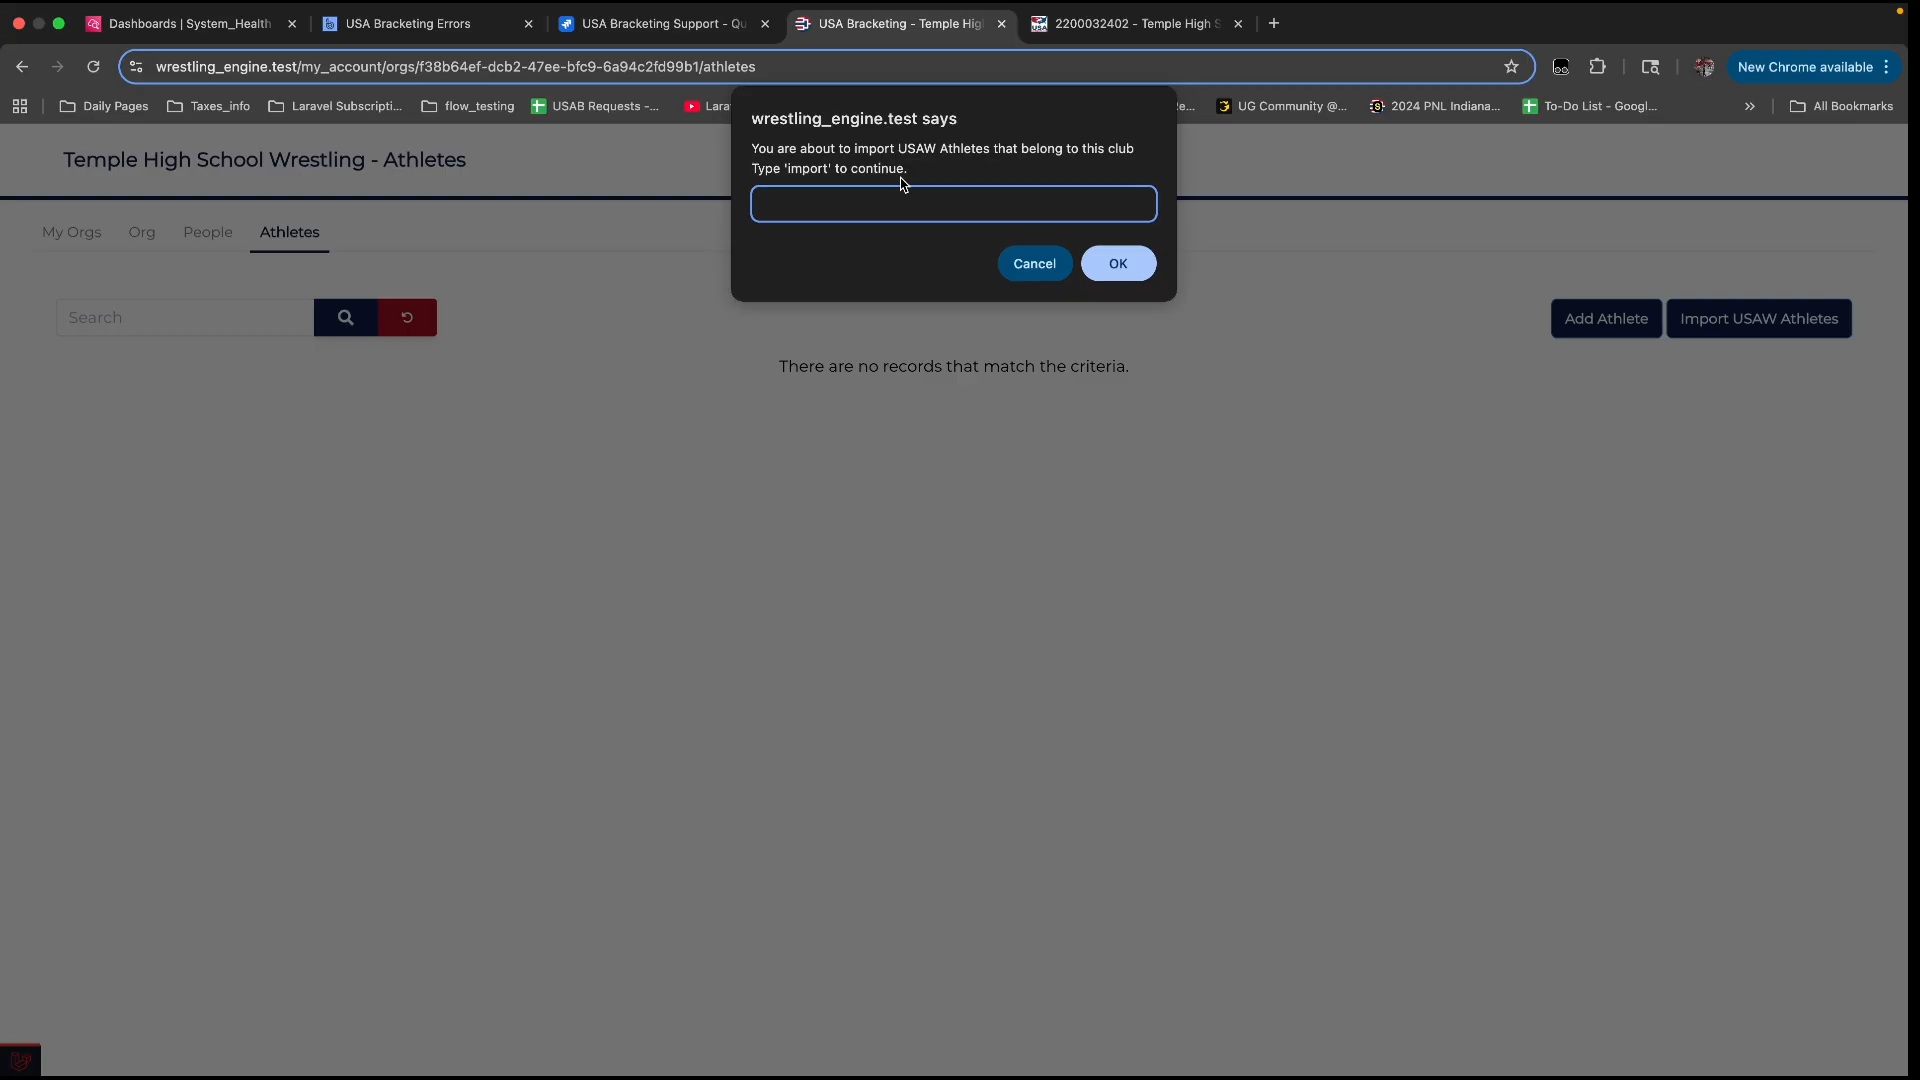 Dashboards | System_Health
USA Bracketing Errors
USA Bracketing Support - Qu
USA Bracketing - Temple Hig
2200032402 - Temple High S
wrestling_engine.test/my_account/orgs/f38b64ef-dcb2-47ee-bfc9-6a94c2fd99b1/athletes
New Chrome available
Daily Pages
Taxes_info
Laravel Subscripti...
flow_testing
USAB Requests -...
Lara
UG Community @...
2024 PNL Indiana...
To-Do List - Googl...
All Bookmarks
wrestling_engine.test says
You are about to import USAW Athletes that belong to this club
Type 'import' to continue.
Cancel
OK
Temple High School Wrestling - Athletes
My Orgs
Org
People
Athletes
Search
Add Athlete
Import USAW Athletes
There are no records that match the criteria.